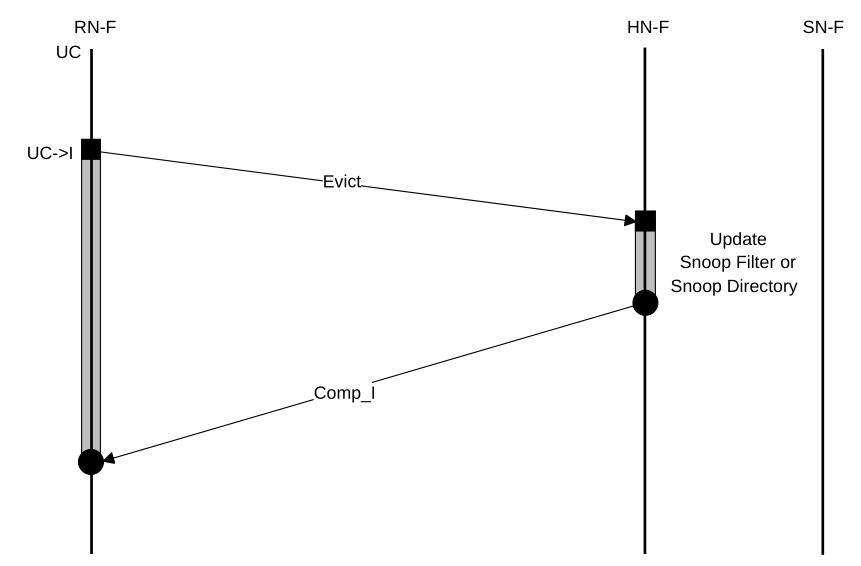 RN-F
HN-F
SN-F
UC
UC->I
Evict
Update
Snoop Filter or
Snoop Directory
Comp_I